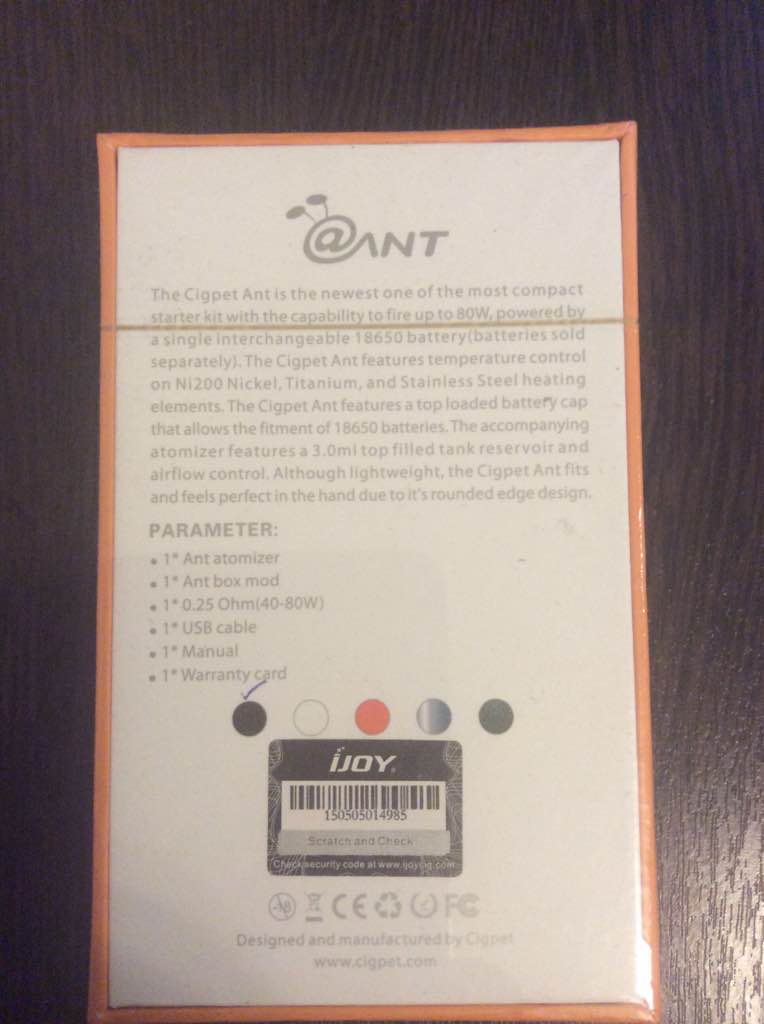 @ANT
The Cigpet Ant is the newest one of the most compact
starter kit with the capability to fire up to 80W, powered by
a single interchangeable 18650 battery(batteries sold
separately). The Cigpet Ant features temperature control
on Ni200 Nickel, Titanium, and Stainless Steel heating
elements. The Cigpet Ant features a top loaded battery cap
that allows the fitment of 18650 batteries. The accompanying
atomizer features a 3.0ml top filled tank reservoir and
airflow control. Although lightweight, the Cigpet Ant fits
and feels perfect in the hand due to it's rounded edge design.
PARAMETER:
• 1* Ant atomizer
• 1* Ant box mod
• 1* 0.25 Ohm(40-80W)
• 1* USB cable
• 1* Manual
• 1* Warranty card
iJOY
150505014985
Scratch and Check
Check security code at www.ijoycig.com
-18 CE FC
Designed and manufactured by Cigpet
www.cigpet.com